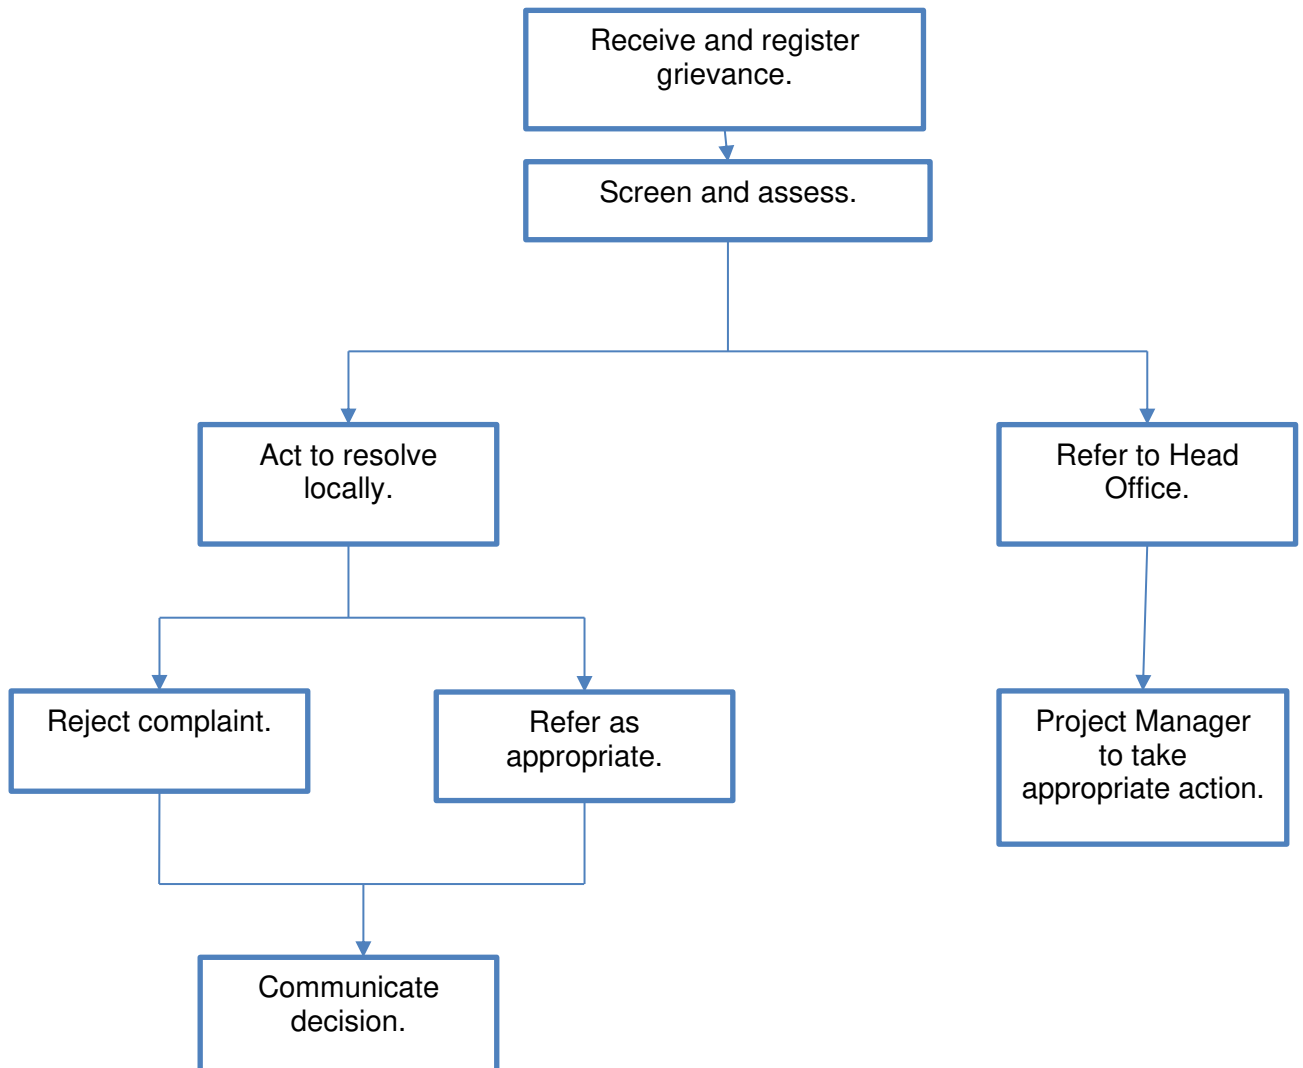 Receive and register
grievance.
Screen and assess.
Act to resolve
locally.
Refer to Head
Office.
Reject complaint.
Refer as
appropriate.
Project Manager
to take
appropriate action.
Communicate
decision.